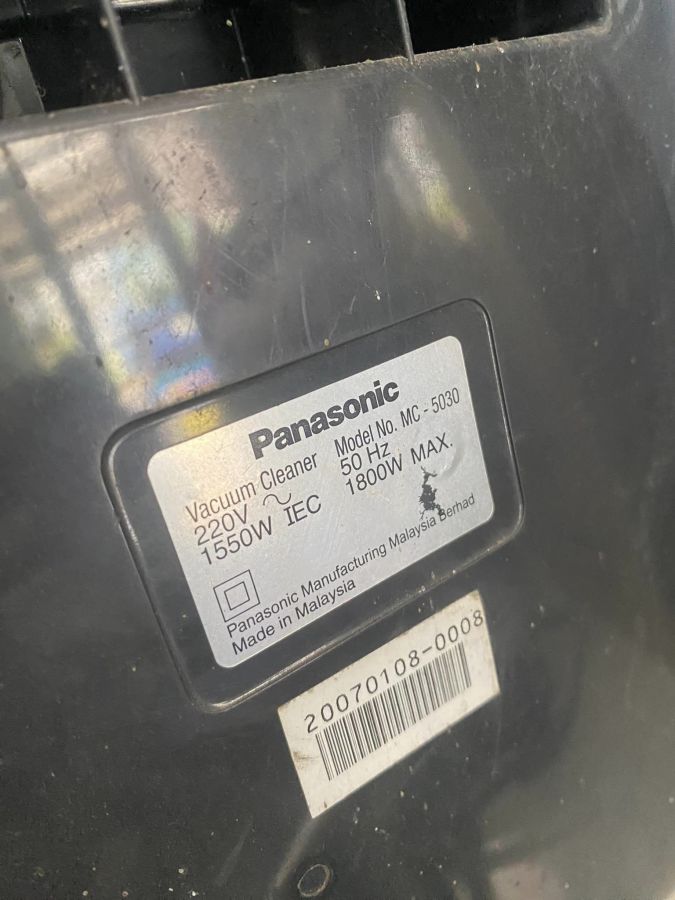 Panasonic
Vacuum Cleaner Model No. MC - 5030
220V ~ 50 Hz
1550W IEC 1800W MAX.
Panasonic Manufacturing Malaysia Berhad
Made in Malaysia
20070108-0008